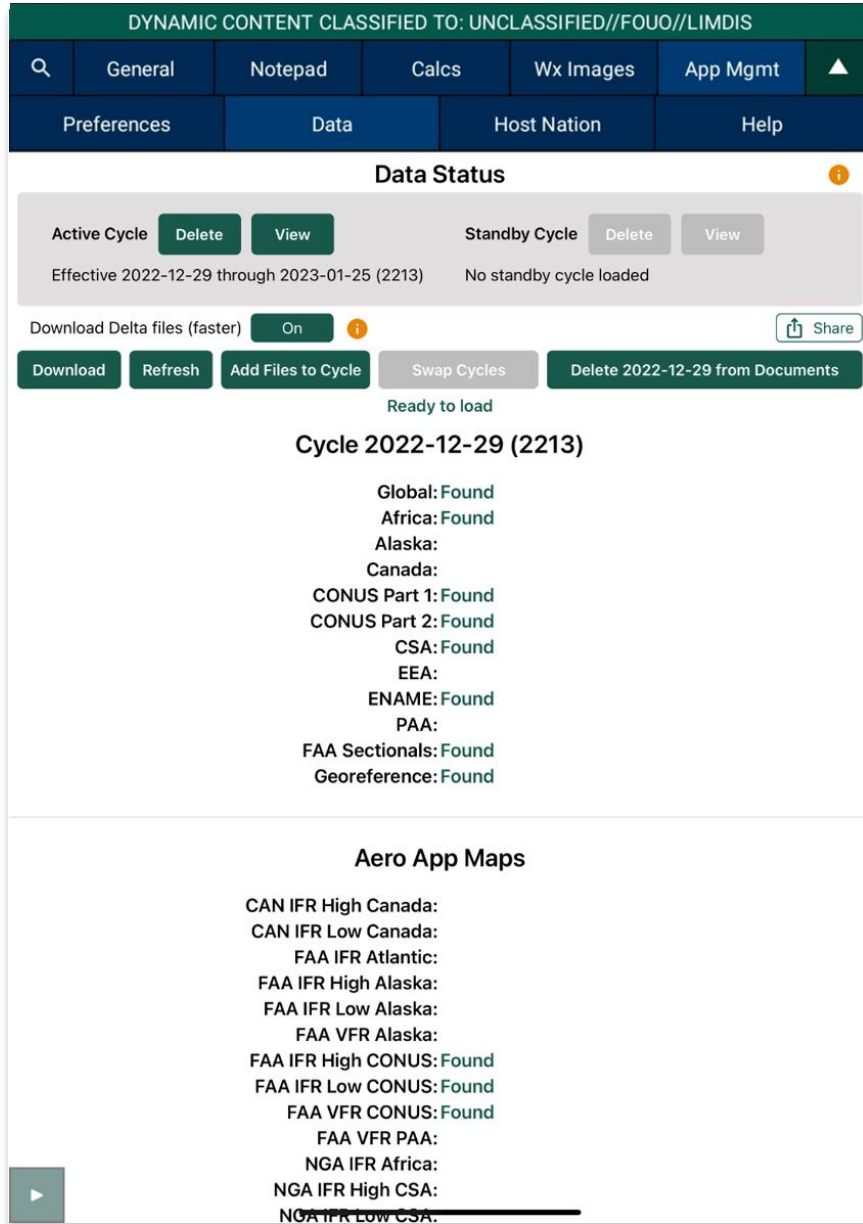 DYNAMIC CONTENT CLASSIFIED TO: UNCLASSIFIED//FOUO//LIMDIS
General Notepad Calcs Wx Images App Mgmt
Preferences Data Host Nation Help
Data Status
Active Cycle Delete View Standby Cycle Delete View
Effective 2022-12-29 through 2023-01-25 (2213) No standby cycle loaded
Download Delta files (faster) On Share
Download Refresh Add Files to Cycle Swap Cycles Delete 2022-12-29 from Documents
Ready to load
Cycle 2022-12-29 (2213)
Global: Found
Africa: Found
Alaska:
Canada:
CONUS Part 1: Found
CONUS Part 2: Found
CSA: Found
EEA:
ENAME: Found
PAA:
FAA Sectionals: Found
Georeference: Found
Aero App Maps
CAN IFR High Canada:
CAN IFR Low Canada:
FAA IFR Atlantic:
FAA IFR High Alaska:
FAA IFR Low Alaska:
FAA VFR Alaska:
FAA IFR High CONUS: Found
FAA IFR Low CONUS: Found
FAA VFR CONUS: Found
FAA VFR PAA:
NGA IFR Africa:
NGA IFR High CSA:
NGA IFR Low CSA: